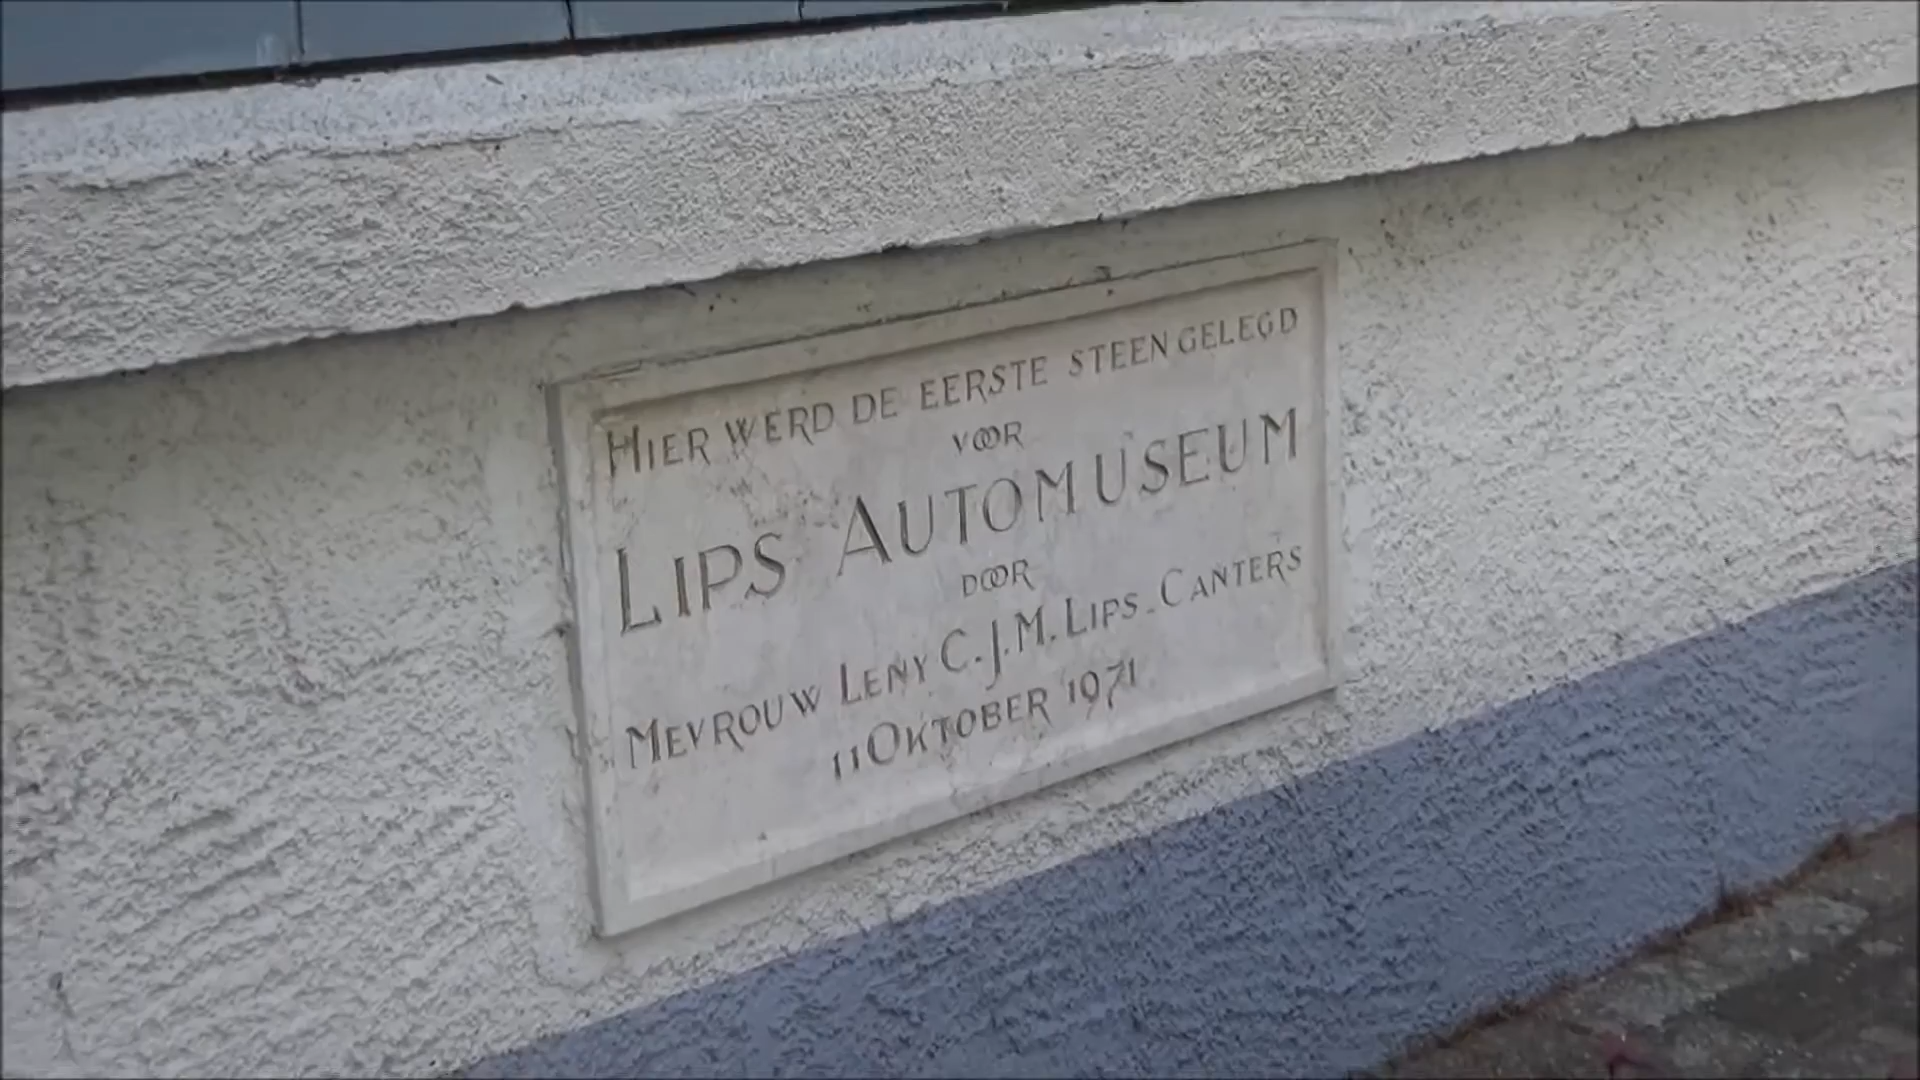 HIER WERD DE EERSTE STEEN GELEGD
VOOR
LIPS AUTOMUSEUM
DOOR
MEVROUW LENY C.J.M. LIPS-CANTERS
11 OKTOBER 1971